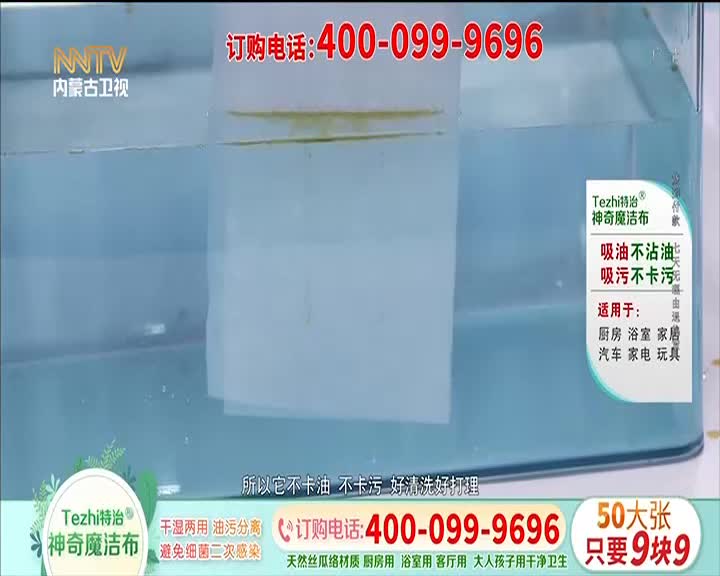 订购电话:400-099-9696
NNTV
内蒙古卫视
广告
Tezhi特治®
神奇魔洁布
吸油不沾油
吸污不卡污
适用于:
厨房 浴室 家居
汽车 家电 玩具
所以它不卡油 不卡污 好清洗好打理
Tezhi特治®
神奇魔洁布
干湿两用 油污分离
避免细菌二次感染
订购电话:400-099-9696
天然丝瓜络材质 厨房用 浴室用 客厅用 大人孩子用干净卫生
50大张
只要9块9